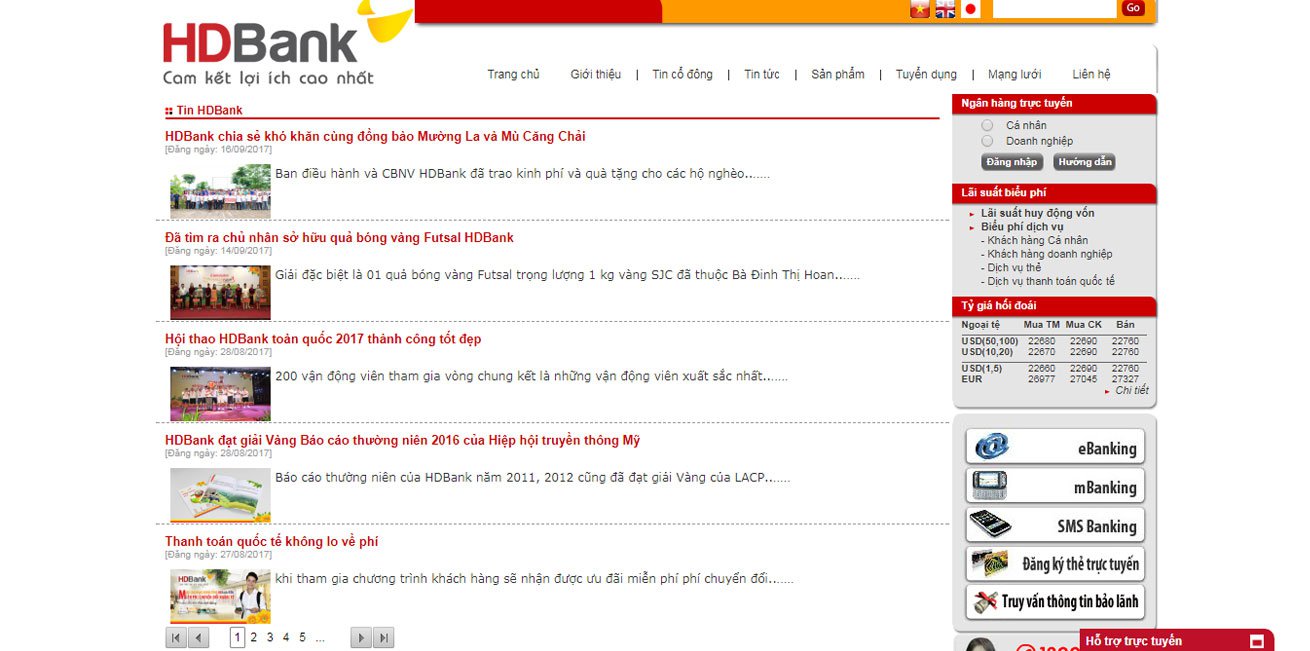 HDBank
Cam kết lợi ích cao nhất
Go
Trang chủ
Giới thiệu | Tin cổ đông | Tin tức | Sản phẩm | Tuyển dụng | Mạng lưới
Liên hệ
Tin HDBank
HDBank chia sẻ khó khăn cùng đồng bào Mường La và Mù Căng Chải
[Đăng ngày: 16/09/2017]
Ban điều hành và CBNV HDBank đã trao kinh phí và quà tặng cho các hộ nghèo.......
Đã tìm ra chủ nhân sở hữu quả bóng vàng Futsal HDBank
[Đăng ngày: 14/09/2017]
Giải đặc biệt là 01 quả bóng vàng Futsal trọng lượng 1 kg vàng SJC đã thuộc Bà Đinh Thị Hoan.......
Hội thao HDBank toàn quốc 2017 thành công tốt đẹp
[Đăng ngày: 28/08/2017]
200 vận động viên tham gia vòng chung kết là những vận động viên xuất sắc nhất.......
HDBank đạt giải Vàng Báo cáo thường niên 2016 của Hiệp hội truyền thông Mỹ
[Đăng ngày: 28/08/2017]
Báo cáo thường niên của HDBank năm 2011, 2012 cũng đã đạt giải Vàng của LACP.......
Thanh toán quốc tế không lo về phí
[Đăng ngày: 27/08/2017]
HDBank
khi tham gia chương trình khách hàng sẽ nhận được ưu đãi miễn phí phí chuyển đổi.......
1 2 3 4 5 ...
Ngân hàng trực tuyến
Cá nhân
Doanh nghiệp
Đăng nhập Hướng dẫn
Lãi suất biểu phí
Lãi suất huy động vốn
Biểu phí dịch vụ
- Khách hàng Cá nhân
- Khách hàng doanh nghiệp
- Dịch vụ thẻ
- Dịch vụ thanh toán quốc tế
Tỷ giá hối đoái
Ngoại tệ Mua TM Mua CK Bán
USD(50,100) 22680 22690 22760
USD(10,20) 22670 22690 22760
USD(1,5) 22660 22690 22760
EUR 26977 27045 27327
Chi tiết
eBanking
mBanking
SMS Banking
Đăng ký thẻ trực tuyến
Truy vấn thông tin bảo lãnh
Hỗ trợ trực tuyến